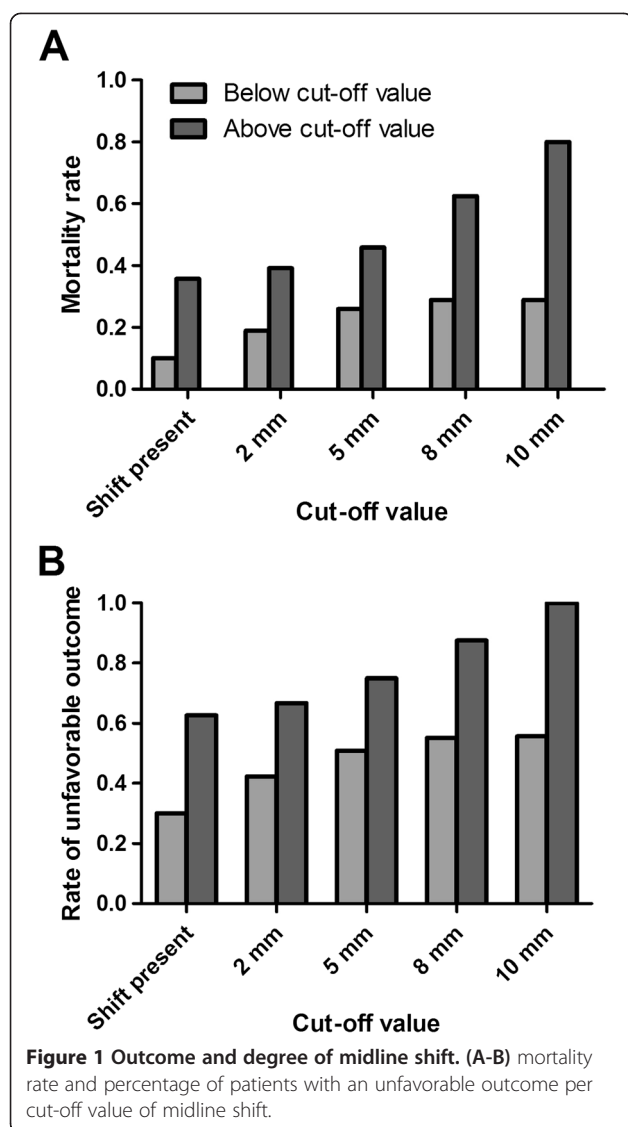 A
1.0
0.8
0.6
0.4
0.2
0.0
Mortality rate
Below cut-off value
Above cut-off value
Shift present
2 mm
5 mm
8 mm
10 mm
Cut-off value
B
1.0
0.8
0.6
0.4
0.2
0.0
Rate of unfavorable outcome
Shift present
2 mm
5 mm
8 mm
10 mm
Cut-off value
Figure 1 Outcome and degree of midline shift. (A-B) mortality
rate and percentage of patients with an unfavorable outcome per
cut-off value of midline shift.